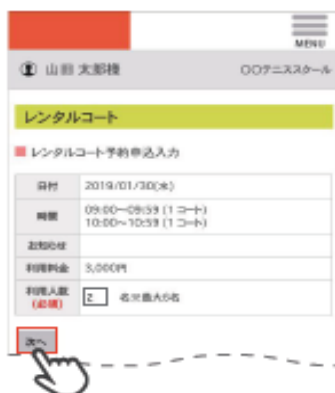 MENU
山田 太郎様 〇〇テニススクール
レンタルコート
レンタルコート予約申込入力
日付 2019/01/30(水)
時間 09:00〜09:59 (1コート)
10:00〜10:59 (1コート)
お知らせ
利用料金 3,000円
利用人数 (必須) 2 名※最大6名
次へ